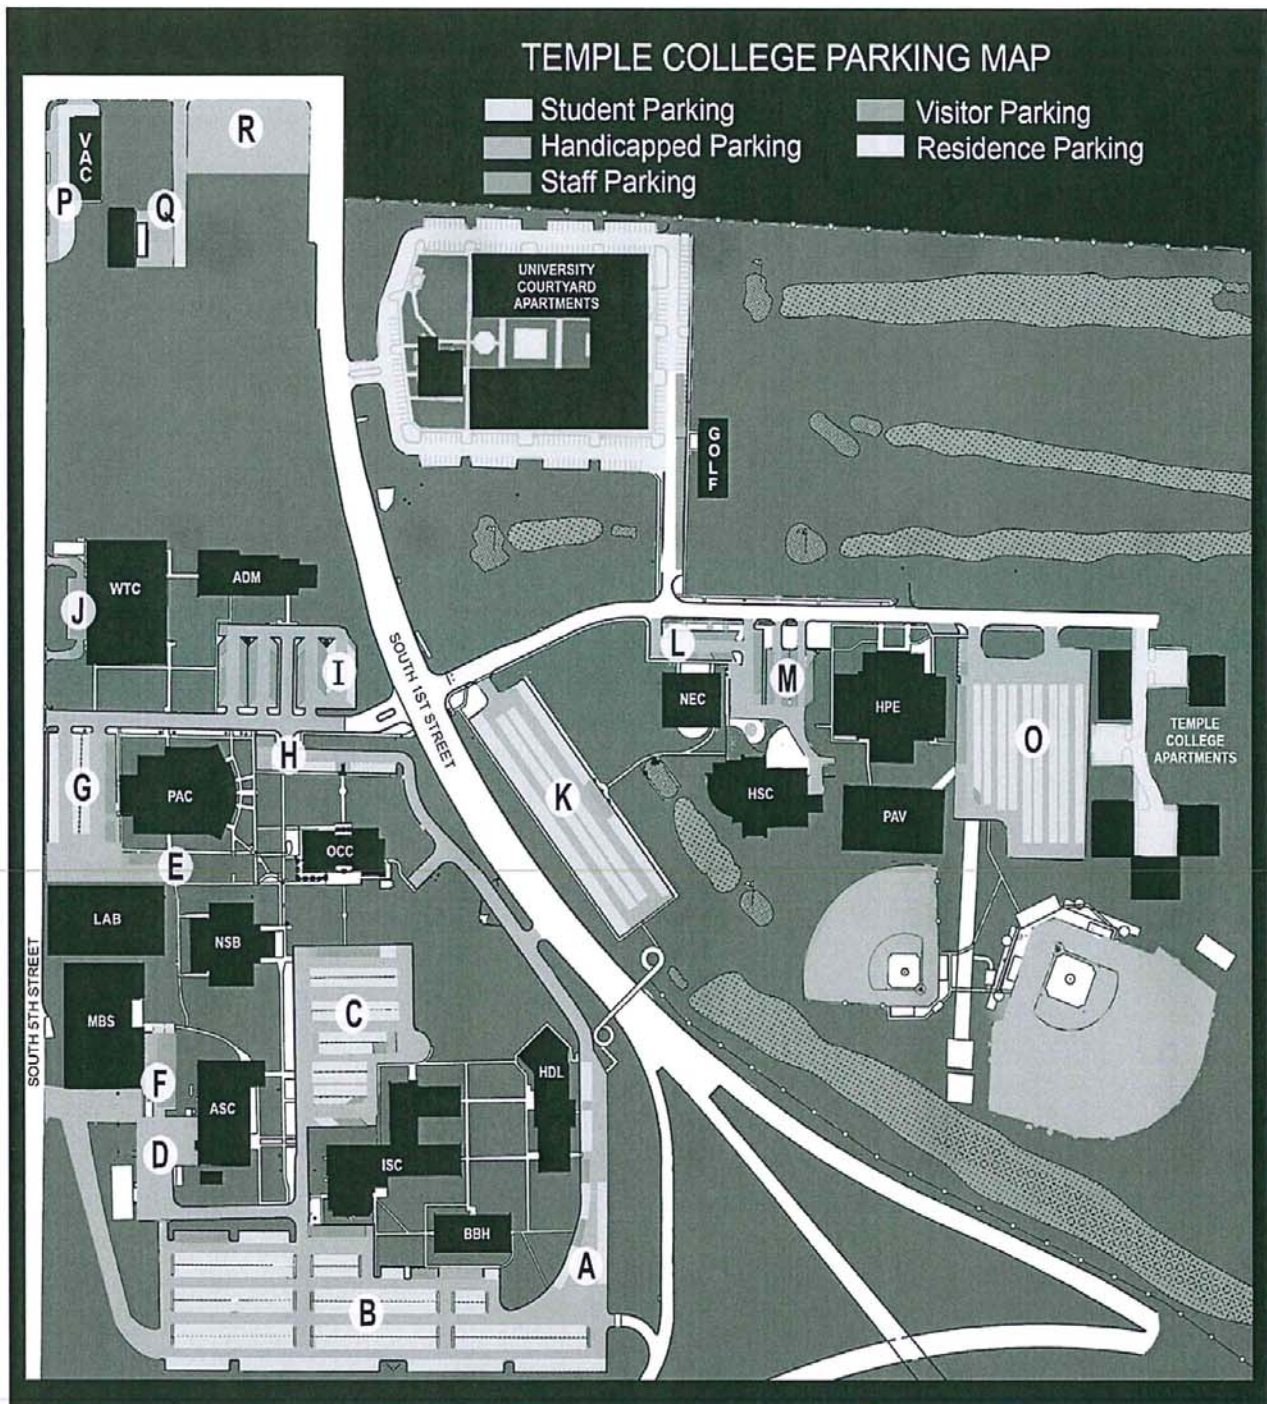 TEMPLE COLLEGE PARKING MAP
Student Parking
Visitor Parking
Handicapped Parking
Residence Parking
Staff Parking
VAC
R
P
Q
UNIVERSITY
COURTYARD
APARTMENTS
GOLF
WTC
ADM
J
I
SOUTH 1ST STREET
L
M
NEC
HPE
O
TEMPLE
COLLEGE
APARTMENTS
H
G
PAC
K
HSC
PAV
E
OCC
LAB
NSB
SOUTH 5TH STREET
MBS
C
F
ASC
HDL
D
ISC
BBH
A
B